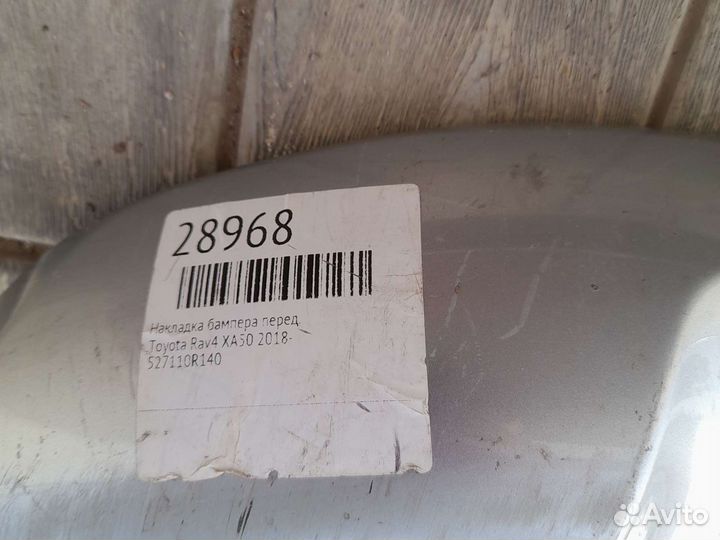 28968
Накладка бампера перед.
Toyota Rav4 XA50 2018-
527110R140
Avito